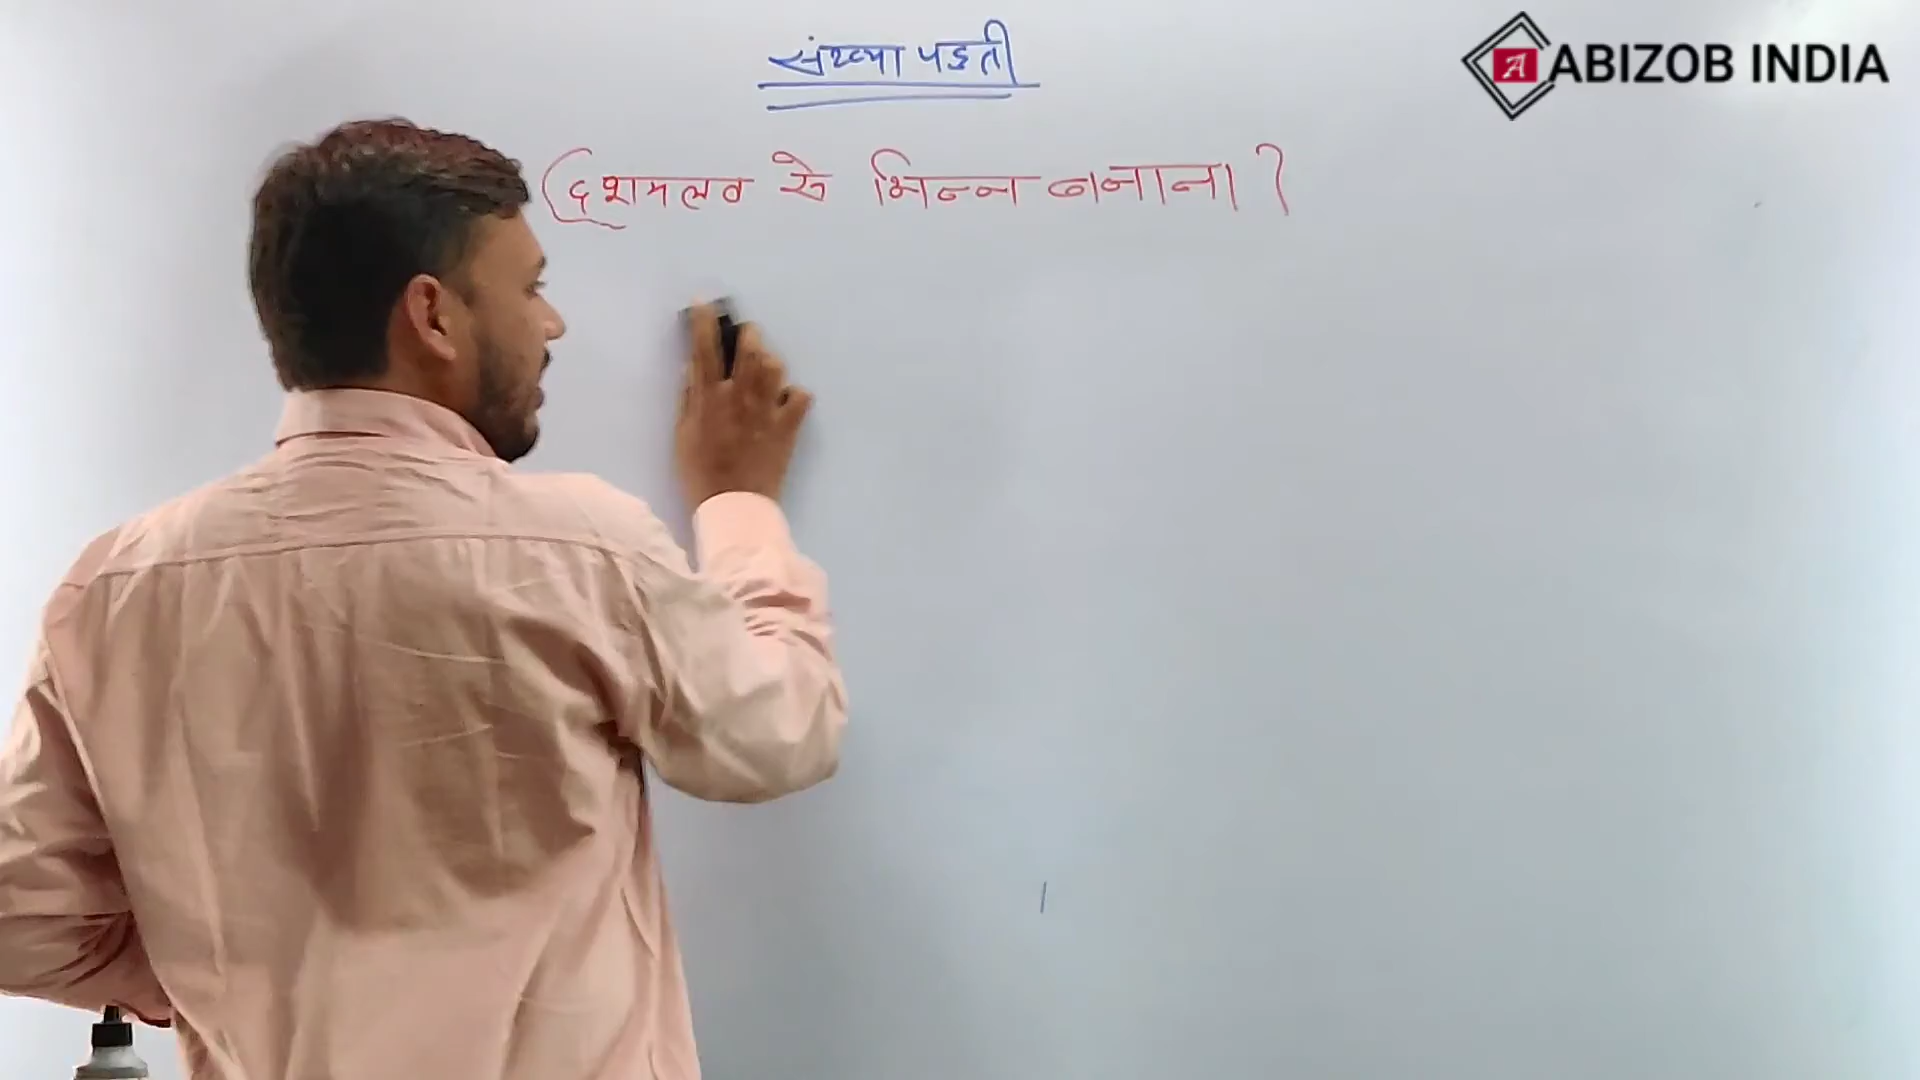 संख्या पद्धती
ABIZOB INDIA
(दशमलव से भिन्न बनाना)